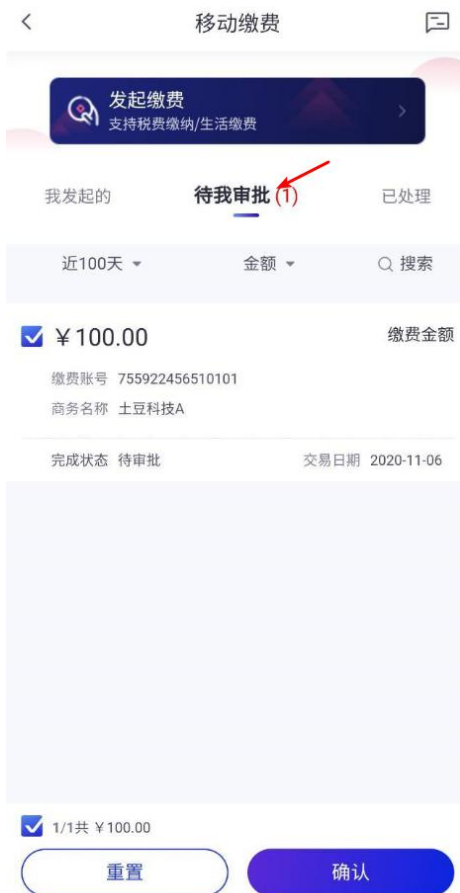 移动缴费
发起缴费
支持税费缴纳/生活缴费
我发起的 待我审批 (1) 已处理
近100天 金额 搜索
¥100.00 缴费金额
缴费账号 755922456510101
商务名称 土豆科技A
完成状态 待审批 交易日期 2020-11-06
1/1共 ¥100.00
重置 确认